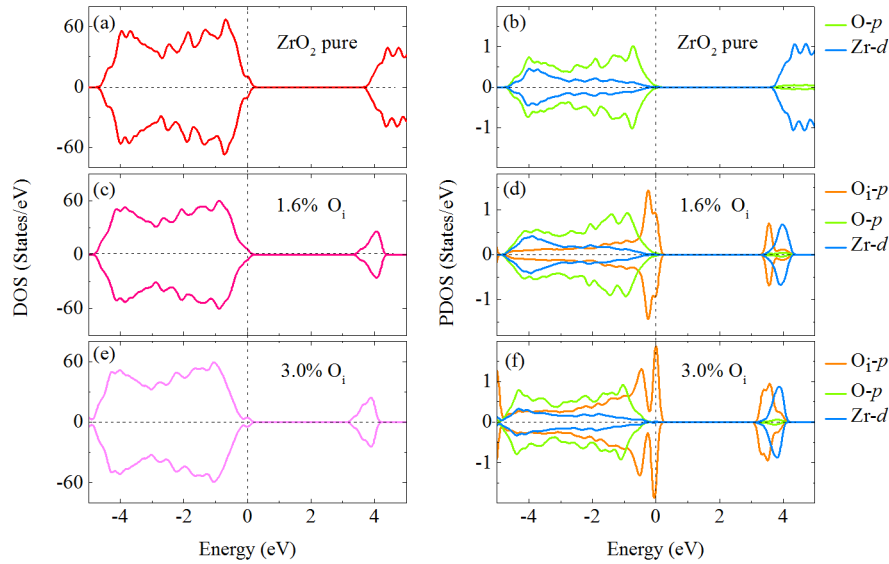 (a) ZrO₂ pure
60
0
-60
(b) ZrO₂ pure
1
0
-1
O-p
Zr-d
(c) 1.6% Oᵢ
60
0
-60
(d) 1.6% Oᵢ
1
0
-1
Oᵢ-p
O-p
Zr-d
(e) 3.0% Oᵢ
60
0
-60
(f) 3.0% Oᵢ
1
0
-1
Oᵢ-p
O-p
Zr-d
DOS (States/eV)
PDOS (States/eV)
-4 -2 0 2 4
-4 -2 0 2 4
Energy (eV)
Energy (eV)